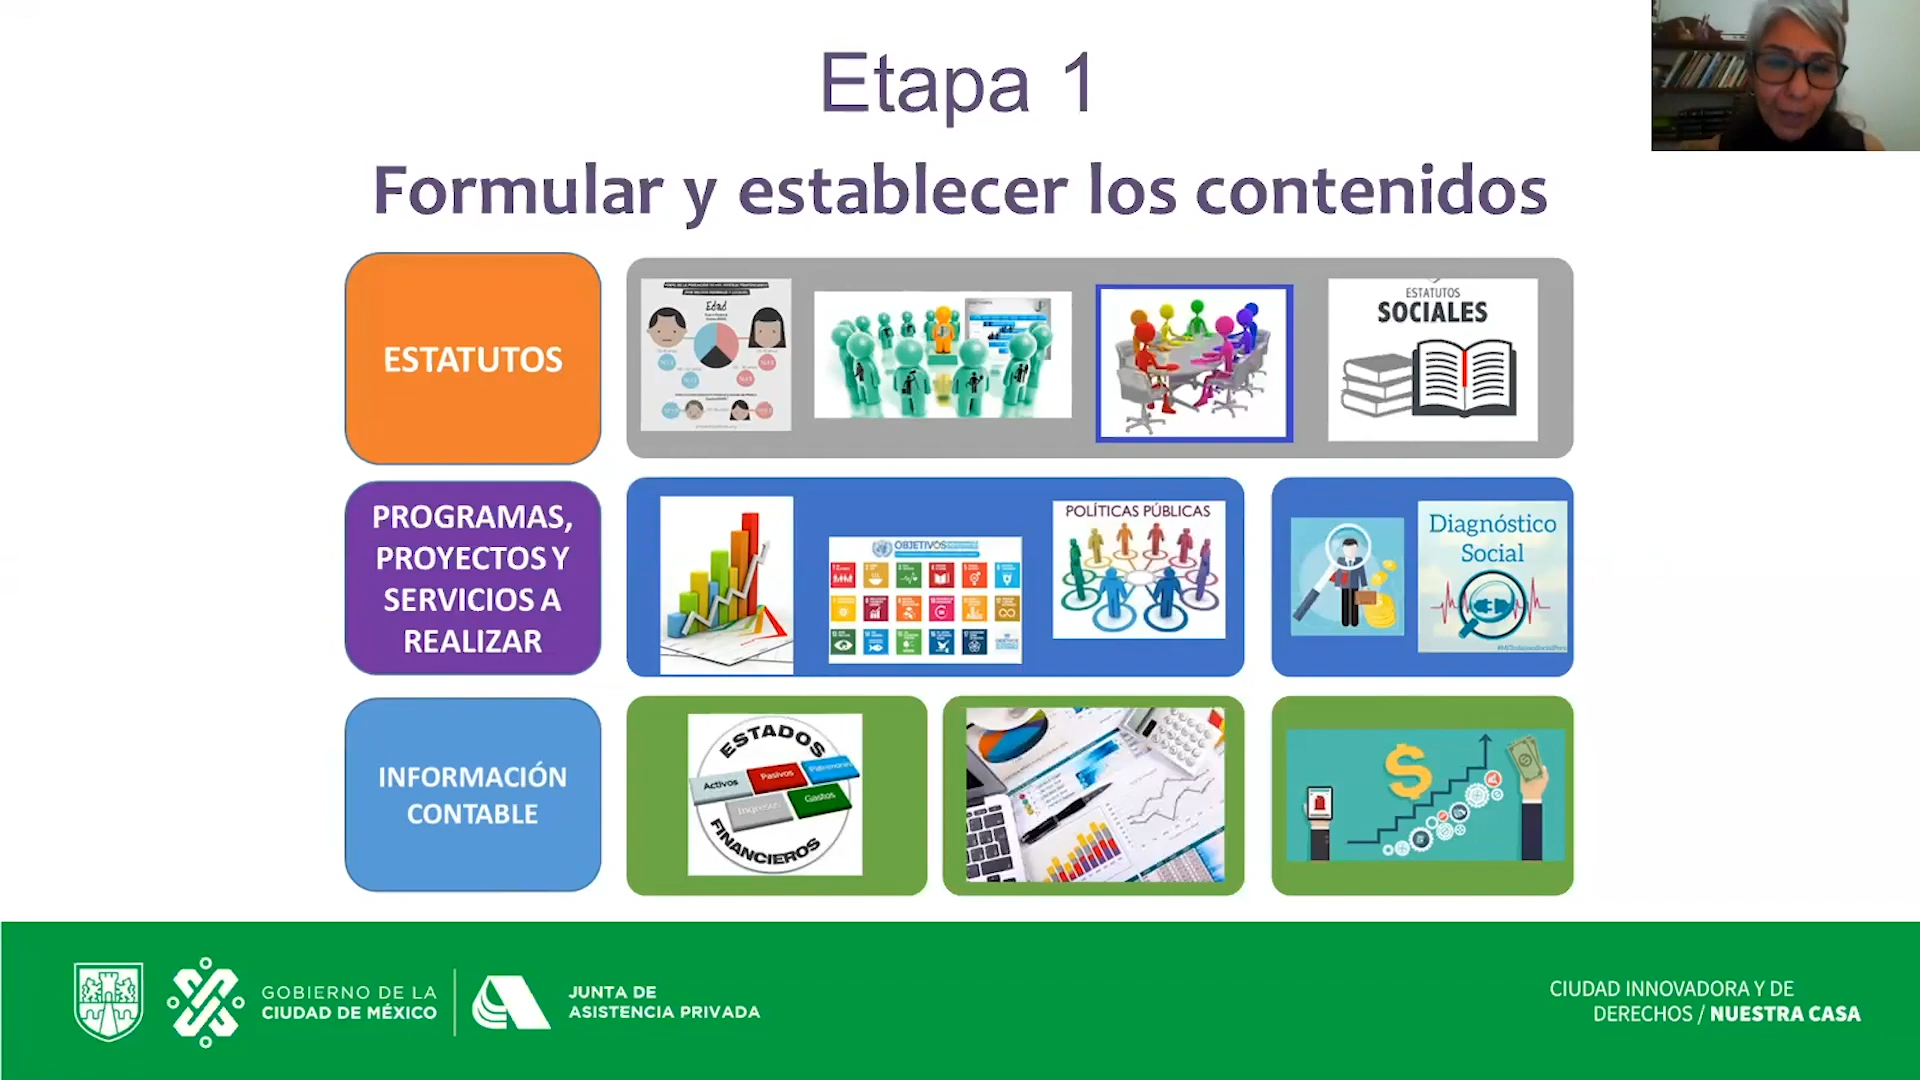 Etapa 1
Formular y establecer los contenidos
ESTATUTOS
Edad
ESTATUTOS
SOCIALES
PROGRAMAS,
PROYECTOS Y
SERVICIOS A
REALIZAR
OBJETIVOS
POLÍTICAS PÚBLICAS
Diagnóstico
Social
INFORMACIÓN
CONTABLE
ESTADOS
Activos
Pasivos
Patrimonio
Ingresos
Gastos
FINANCIEROS
GOBIERNO DE LA
CIUDAD DE MÉXICO
JUNTA DE
ASISTENCIA PRIVADA
CIUDAD INNOVADORA Y DE
DERECHOS / NUESTRA CASA